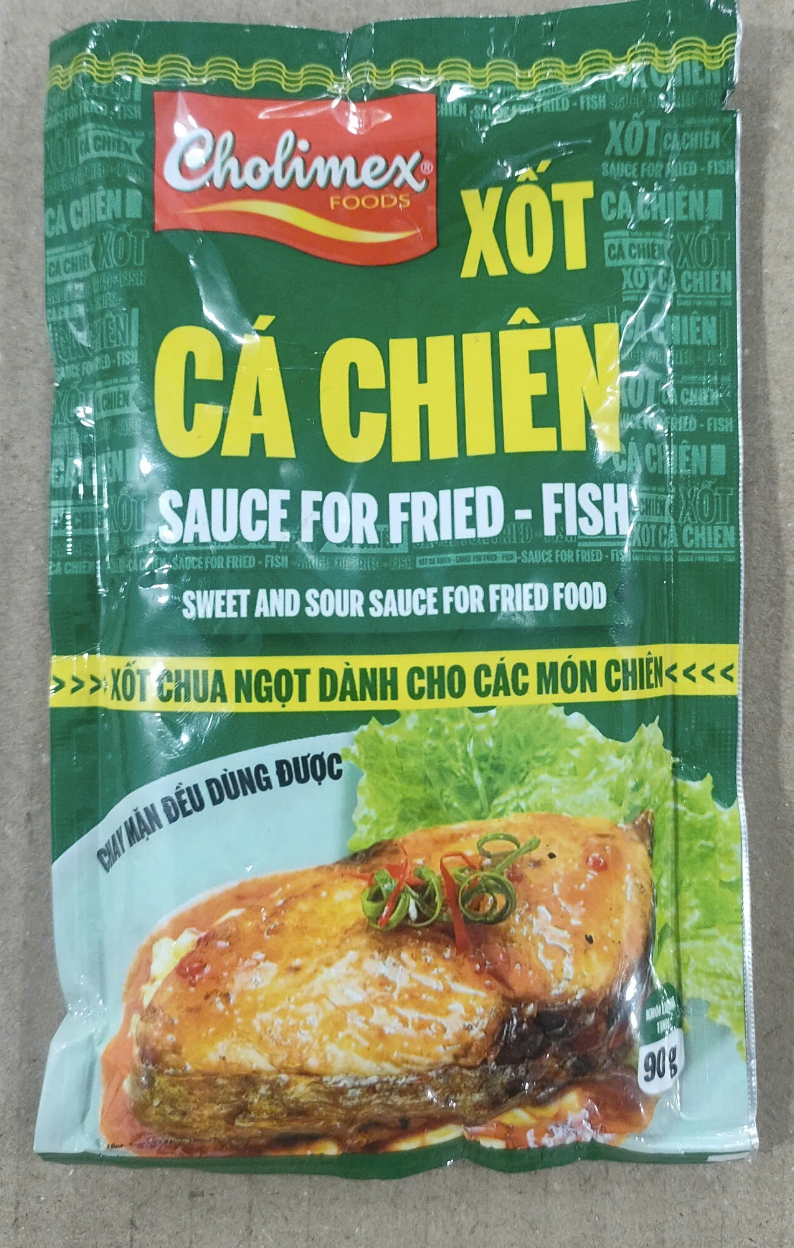 Cholimex®
FOODS
XỐT
CÁ CHIÊN
SAUCE FOR FRIED - FISH
SWEET AND SOUR SAUCE FOR FRIED FOOD
>>>XỐT CHUA NGỌT DÀNH CHO CÁC MÓN CHIÊN<<<<
CHAY MẶN ĐỀU DÙNG ĐƯỢC
90g